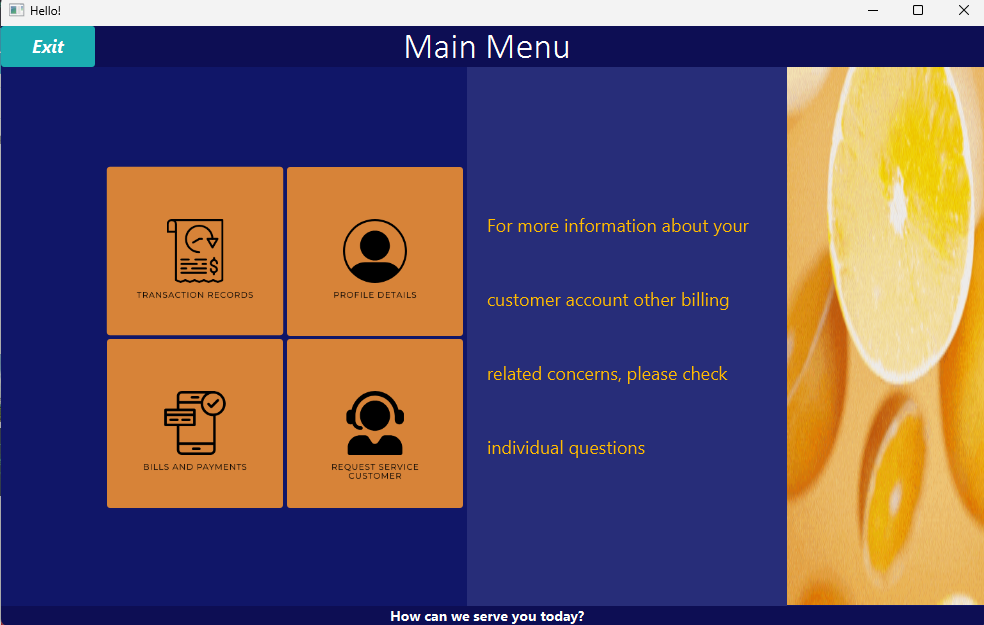 Hello!
Exit
Main Menu
TRANSACTION RECORDS
PROFILE DETAILS
BILLS AND PAYMENTS
REQUEST SERVICE
CUSTOMER
For more information about your
customer account other billing
related concerns, please check
individual questions
How can we serve you today?